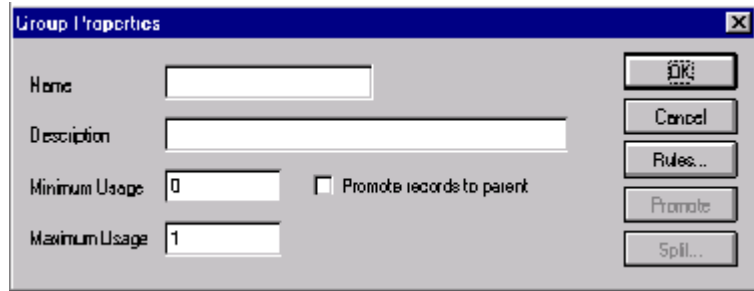 Group Properties
Name
OK
Cancel
Description
Rules...
Minimum Usage 0 Promote records to parent
Promote
Maximum Usage 1
Split...